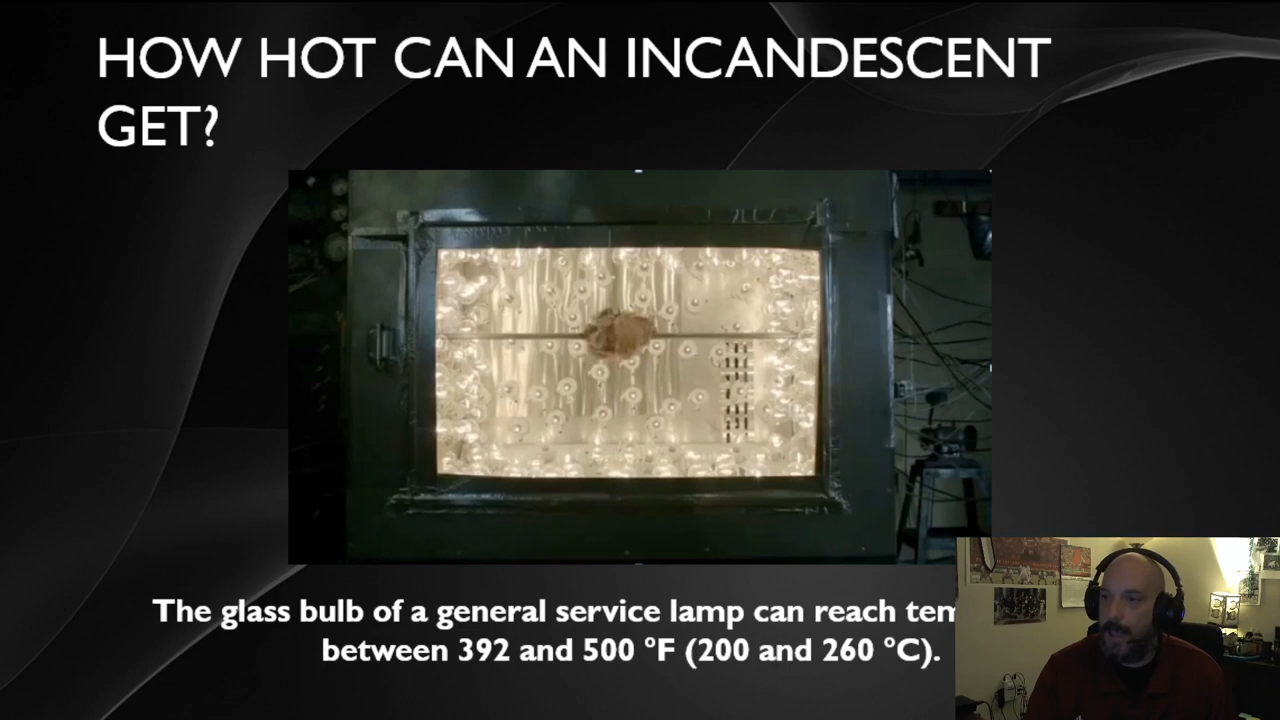 HOW HOT CAN AN INCANDESCENT
GET?
The glass bulb of a general service lamp can reach tem
between 392 and 500 °F (200 and 260 °C).